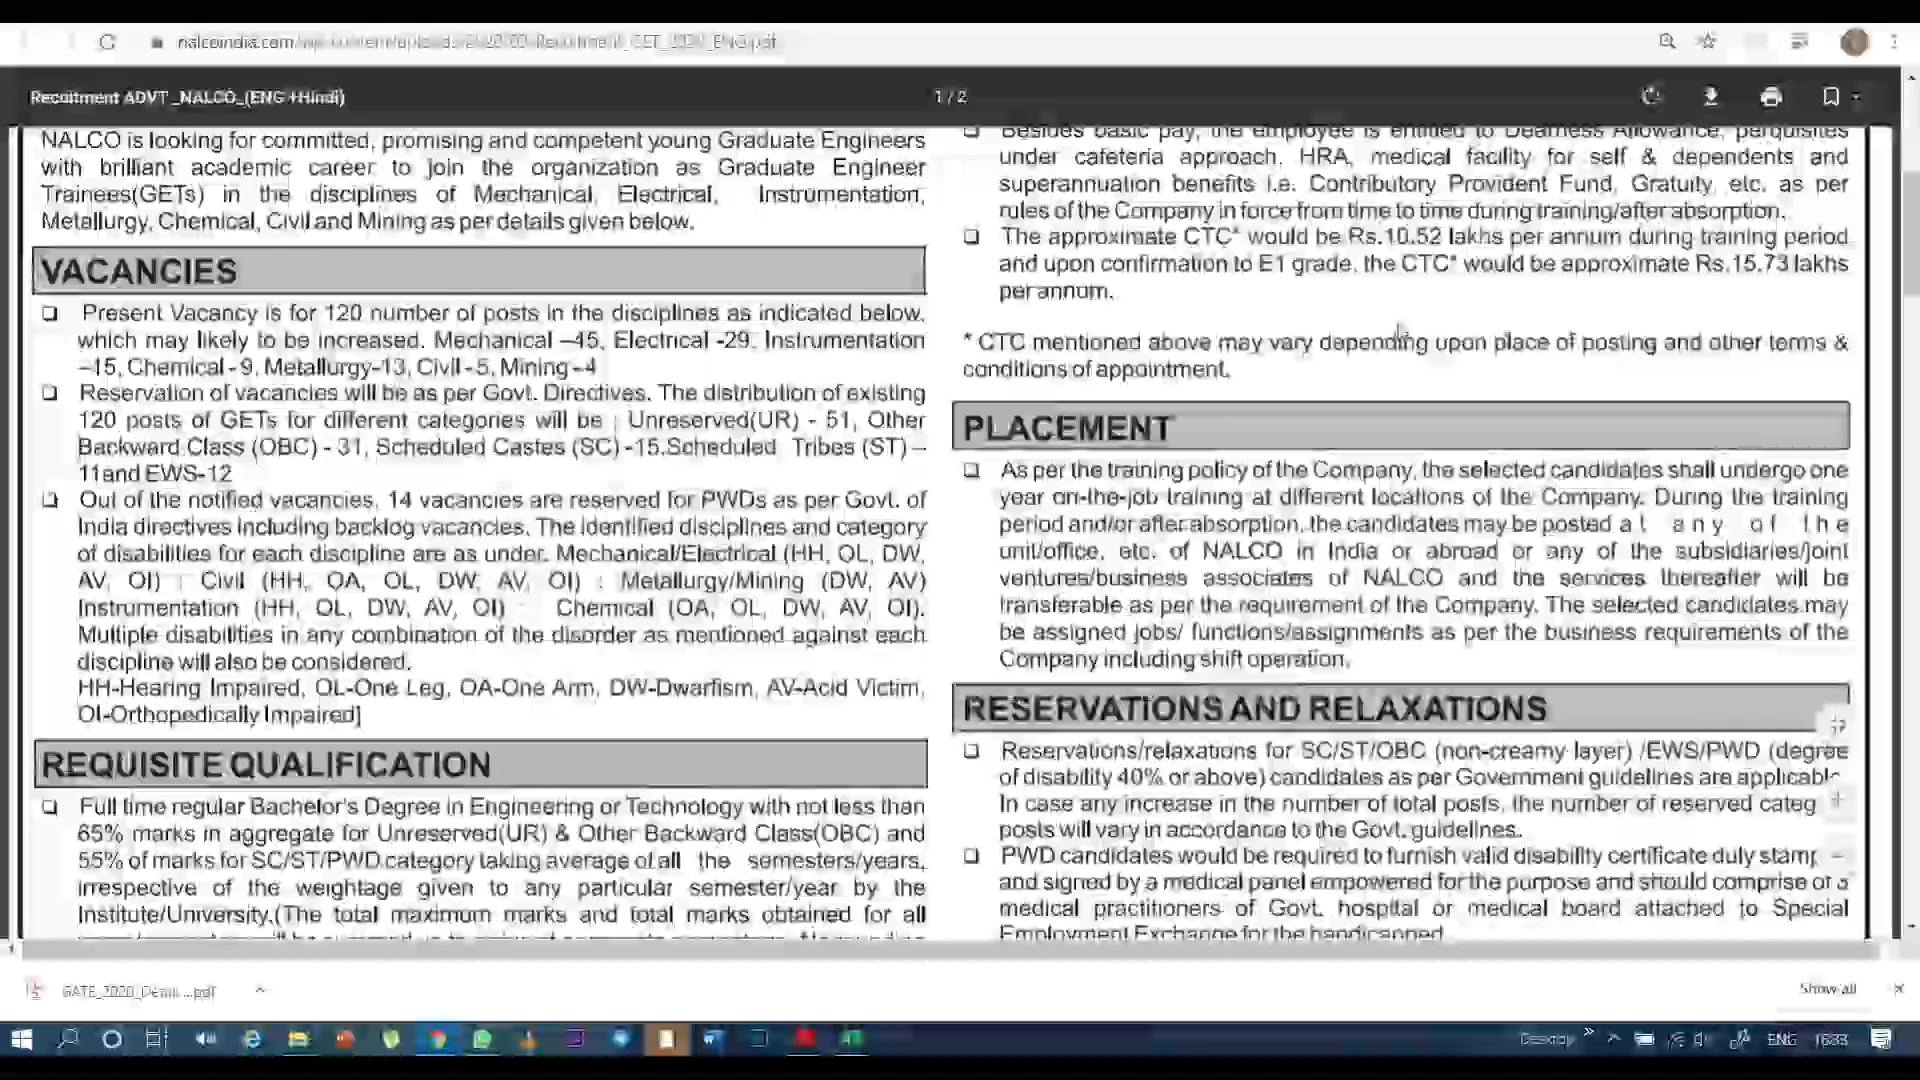 nalcoindia.com
Recruitment ADVT _NALCO_(ENG +Hindi)
1 / 2
NALCO is looking for committed, promising and competent young Graduate Engineers
with brilliant academic career to join the organization as Graduate Engineer
Trainees(GETs) in the disciplines of Mechanical, Electrical, Instrumentation,
Metallurgy, Chemical, Civil and Mining as per details given below.
VACANCIES
❑ Present Vacancy is for 120 number of posts in the disciplines as indicated below,
which may likely to be increased. Mechanical –45, Electrical -29, Instrumentation
–15, Chemical - 9, Metallurgy-13, Civil - 5, Mining–4
❑ Reservation of vacancies will be as per Govt. Directives. The distribution of existing
120 posts of GETs for different categories will be : Unreserved(UR) - 51, Other
Backward Class (OBC) - 31, Scheduled Castes (SC) -15.Scheduled Tribes (ST) –
11and EWS-12
❑ Out of the notified vacancies, 14 vacancies are reserved for PWDs as per Govt. of
India directives including backlog vacancies. The identified disciplines and category
of disabilities for each discipline are as under. Mechanical/Electrical (HH, OL, DW,
AV, OI) : Civil (HH, OA, OL, DW, AV, OI) : Metallurgy/Mining (DW, AV)
Instrumentation (HH, OL, DW, AV, OI) Chemical (OA, OL, DW, AV, OI).
Multiple disabilities in any combination of the disorder as mentioned against each
discipline will also be considered.
HH-Hearing Impaired, OL-One Leg, OA-One Arm, DW-Dwarfism, AV-Acid Victim,
OI-Orthopedically Impaired]
REQUISITE QUALIFICATION
❑ Full time regular Bachelor's Degree in Engineering or Technology with not less than
65% marks in aggregate for Unreserved(UR) & Other Backward Class(OBC) and
55% of marks for SC/ST/PWD category taking average of all the semesters/years,
irrespective of the weightage given to any particular semester/year by the
Institute/University.(The total maximum marks and total marks obtained for all
❑ Besides basic pay, the employee is entitled to Dearness Allowance, perquisites
under cafeteria approach, HRA, medical facility for self & dependents and
superannuation benefits i.e. Contributory Provident Fund, Gratuity etc. as per
rules of the Company in force from time to time during training/after absorption.
❑ The approximate CTC* would be Rs.10.52 lakhs per annum during training period
and upon confirmation to E1 grade, the CTC* would be approximate Rs.15.73 lakhs
per annum.
* CTC mentioned above may vary depending upon place of posting and other terms &
conditions of appointment.
PLACEMENT
❑ As per the training policy of the Company, the selected candidates shall undergo one
year on-the-job training at different locations of the Company. During the training
period and/or after absorption, the candidates may be posted a t a n y o f t h e
unit/office, etc. of NALCO in India or abroad or any of the subsidiaries/joint
ventures/business associates of NALCO and the services thereafter will be
transferable as per the requirement of the Company. The selected candidates may
be assigned jobs/ functions/assignments as per the business requirements of the
Company including shift operation.
RESERVATIONS AND RELAXATIONS
❑ Reservations/relaxations for SC/ST/OBC (non-creamy layer) /EWS/PWD (degree
of disability 40% or above) candidates as per Government guidelines are applicable
In case any increase in the number of total posts, the number of reserved categ
posts will vary in accordance to the Govt. guidelines.
❑ PWD candidates would be required to furnish valid disability certificate duly stamp
and signed by a medical panel empowered for the purpose and should comprise of 3
medical practitioners of Govt. hospital or medical board attached to Special
Employment Exchange for the handicapped
GATE_2020_Detail....pdf
Show all
Desktop
ENG